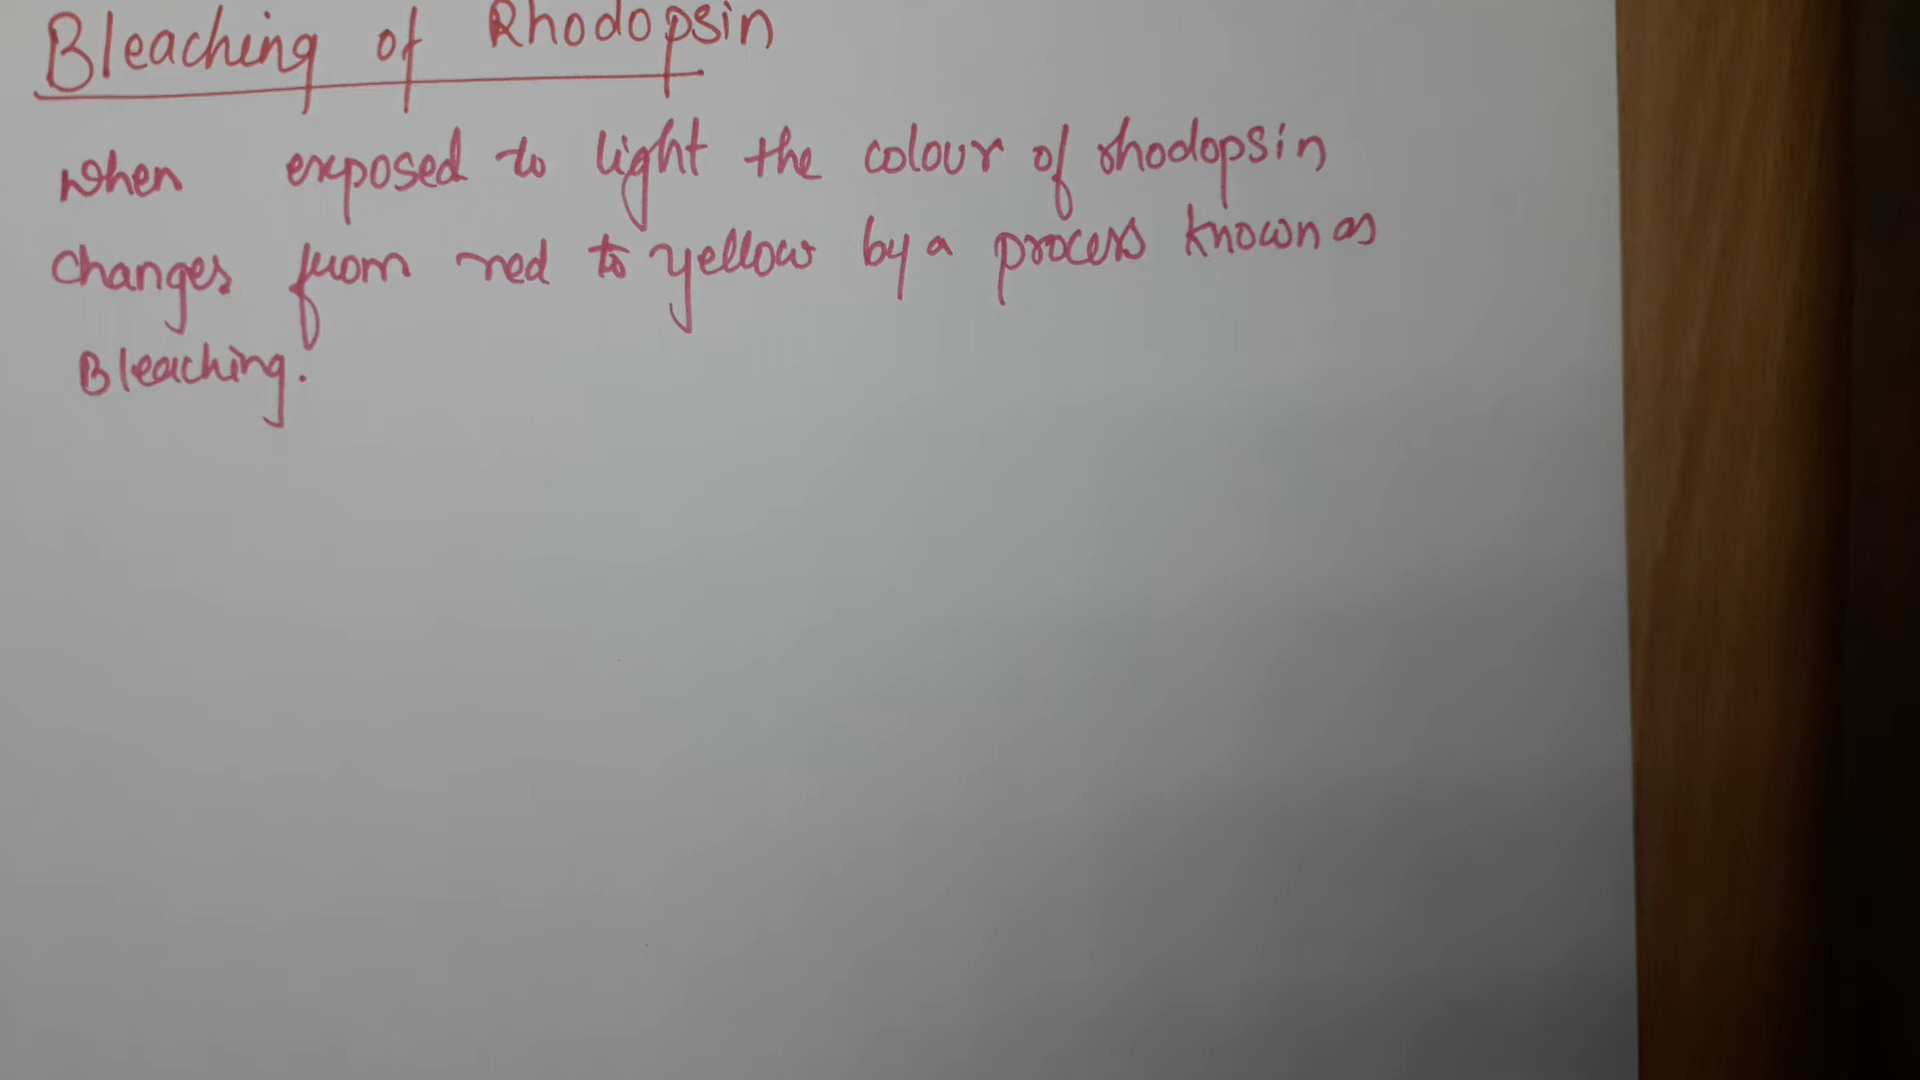 Bleaching of Rhodopsin
when exposed to light the colour of rhodopsin
changes from red to yellow by a process known as
Bleaching.